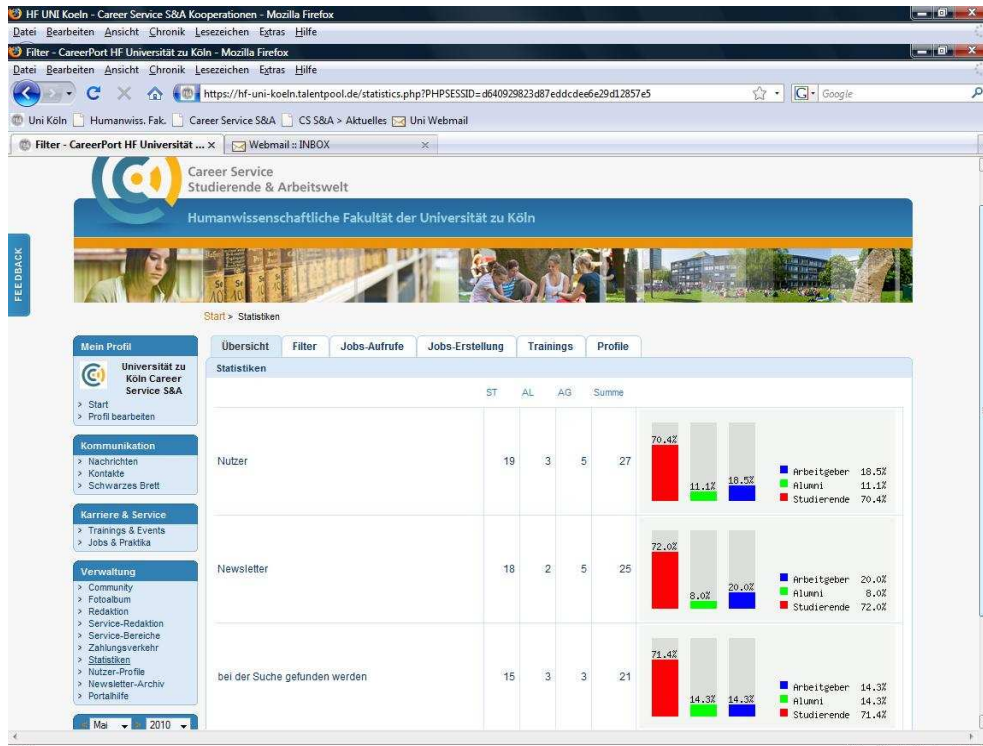 HF UNI Koeln - Career Service S&A Kooperationen - Mozilla Firefox
Datei Bearbeiten Ansicht Chronik Lesezeichen Extras Hilfe
Filter - CareerPort HF Universität zu Köln - Mozilla Firefox
Datei Bearbeiten Ansicht Chronik Lesezeichen Extras Hilfe
https://hf-uni-koeln.talentpool.de/statistics.php?PHPSESSID=d640929823d87eddcdee6e29d12857e5 Google
Uni Köln Humanwiss. Fak. Career Service S&A CS S&A > Aktuelles Uni Webmail
Filter - CareerPort HF Universität ... x Webmail :: INBOX x
Career Service
Studierende & Arbeitswelt
Humanwissenschaftliche Fakultät der Universität zu Köln
FEEDBACK
Start > Statistiken
Mein Profil
Universität zu
Köln Career
Service S&A
> Start
> Profil bearbeiten
Kommunikation
> Nachrichten
> Kontakte
> Schwarzes Brett
Karriere & Service
> Trainings & Events
> Jobs & Praktika
Verwaltung
> Community
> Fotoalbum
> Redaktion
> Service-Redaktion
> Service-Bereiche
> Zahlungsverkehr
> Statistiken
> Nutzer-Profile
> Newsletter-Archiv
> Portalhilfe
Mai 2010
Übersicht Filter Jobs-Aufrufe Jobs-Erstellung Trainings Profile
Statistiken
ST AL AG Summe
Nutzer 19 3 5 27
70.4% 11.1% 18.5%
Arbeitgeber 18.5%
Alumni 11.1%
Studierende 70.4%
Newsletter 18 2 5 25
72.0% 8.0% 20.0%
Arbeitgeber 20.0%
Alumni 8.0%
Studierende 72.0%
bei der Suche gefunden werden 15 3 3 21
71.4% 14.3% 14.3%
Arbeitgeber 14.3%
Alumni 14.3%
Studierende 71.4%